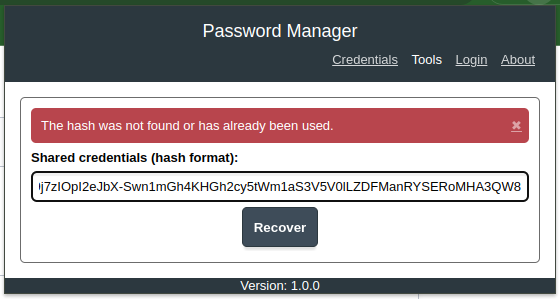 Password Manager
Credentials Tools Login About
The hash was not found or has already been used. ×
Shared credentials (hash format):
j7zIOpI2eJbX-Swn1mGh4KHGh2cy5tWm1aS3V5V0lLZDFManRYSERoMHA3QW8
Recover
Version: 1.0.0